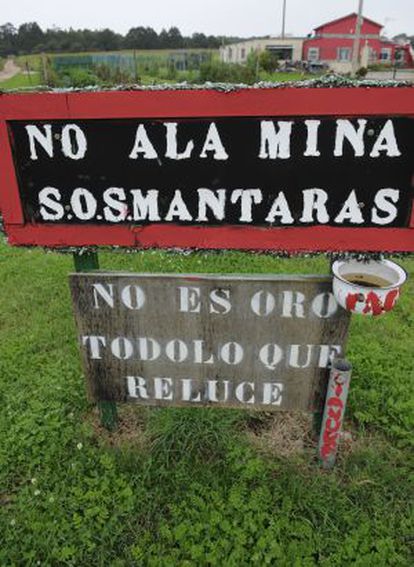 NO ALA MINA
S.O.S.MANTARAS
NO ES ORO
TODOLO QUE
RELUCE